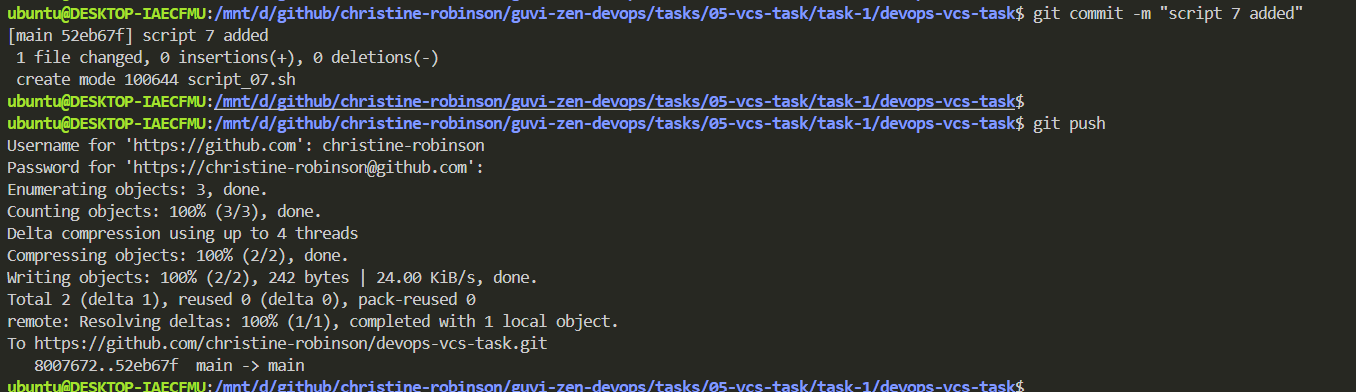 ubuntu@DESKTOP-IAECFMU:/mnt/d/github/christine-robinson/guvi-zen-devops/tasks/05-vcs-task/task-1/devops-vcs-task$ git commit -m "script 7 added"
[main 52eb67f] script 7 added
 1 file changed, 0 insertions(+), 0 deletions(-)
 create mode 100644 script_07.sh
ubuntu@DESKTOP-IAECFMU:/mnt/d/github/christine-robinson/guvi-zen-devops/tasks/05-vcs-task/task-1/devops-vcs-task$
ubuntu@DESKTOP-IAECFMU:/mnt/d/github/christine-robinson/guvi-zen-devops/tasks/05-vcs-task/task-1/devops-vcs-task$ git push
Username for 'https://github.com': christine-robinson
Password for 'https://christine-robinson@github.com':
Enumerating objects: 3, done.
Counting objects: 100% (3/3), done.
Delta compression using up to 4 threads
Compressing objects: 100% (2/2), done.
Writing objects: 100% (2/2), 242 bytes | 24.00 KiB/s, done.
Total 2 (delta 1), reused 0 (delta 0), pack-reused 0
remote: Resolving deltas: 100% (1/1), completed with 1 local object.
To https://github.com/christine-robinson/devops-vcs-task.git
   8007672..52eb67f  main -> main
ubuntu@DESKTOP-IAECFMU:/mnt/d/github/christine-robinson/guvi-zen-devops/tasks/05-vcs-task/task-1/devops-vcs-task$